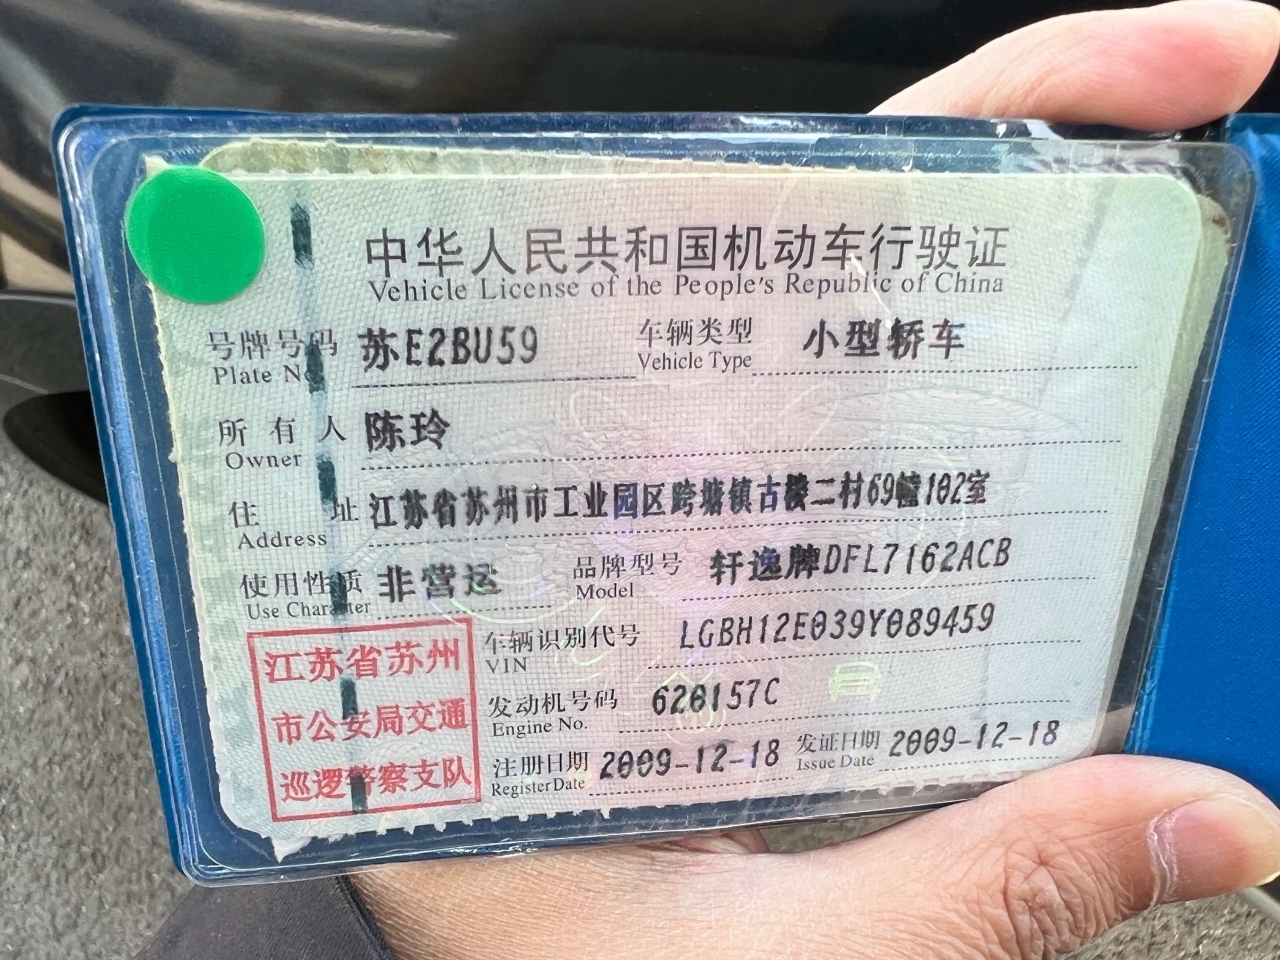 中华人民共和国机动车行驶证
Vehicle License of the People's Republic of China
号牌号码 苏E2BU59 车辆类型 小型轿车
Plate No. Vehicle Type
所有人 陈玲
Owner
住址 江苏省苏州市工业园区跨塘镇古楼二村69幢102室
Address
使用性质 非营运 品牌型号 轩逸牌DFL7162ACB
Use Character Model
江苏省苏州
市公安局交通
巡逻警察支队
车辆识别代号 LGBH12E039Y089459
VIN
发动机号码 620157C
Engine No.
注册日期 2009-12-18 发证日期 2009-12-18
Register Date Issue Date